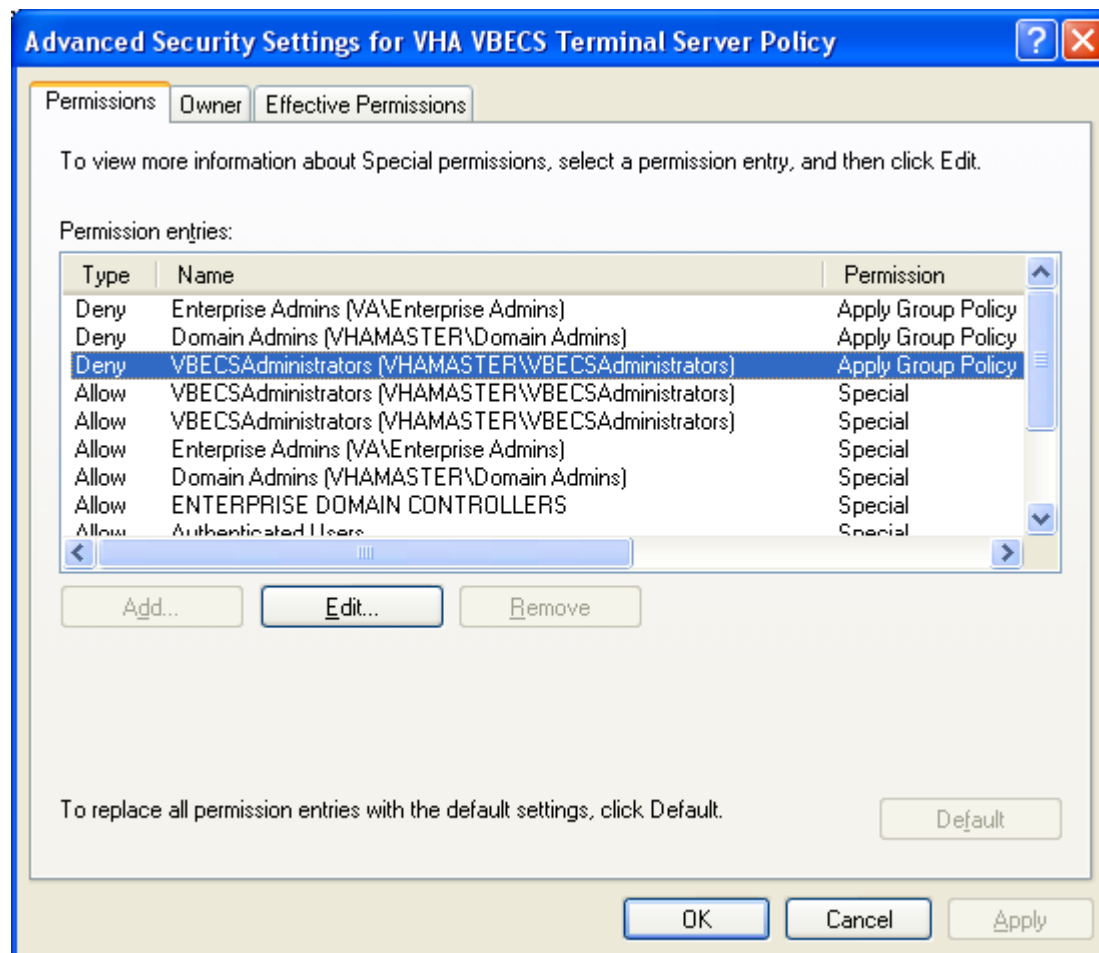 Advanced Security Settings for VHA VBECS Terminal Server Policy
Permissions Owner Effective Permissions
To view more information about Special permissions, select a permission entry, and then click Edit.
Permission entries:
Type Name Permission
Deny Enterprise Admins (VA\Enterprise Admins) Apply Group Policy
Deny Domain Admins (VHAMASTER\Domain Admins) Apply Group Policy
Deny VBECSAdministrators (VHAMASTER\VBECSAdministrators) Apply Group Policy
Allow VBECSAdministrators (VHAMASTER\VBECSAdministrators) Special
Allow VBECSAdministrators (VHAMASTER\VBECSAdministrators) Special
Allow Enterprise Admins (VA\Enterprise Admins) Special
Allow Domain Admins (VHAMASTER\Domain Admins) Special
Allow ENTERPRISE DOMAIN CONTROLLERS Special
Allow Authenticated Users Special
Add... Edit... Remove
To replace all permission entries with the default settings, click Default.
Default
OK Cancel Apply